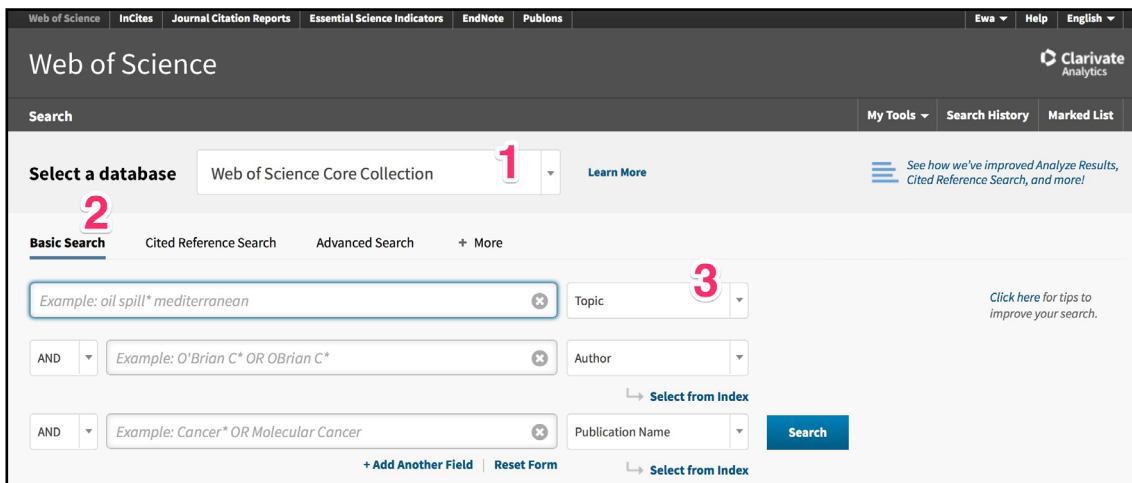 Web of Science InCites Journal Citation Reports Essential Science Indicators EndNote Publons Ewa Help English
Web of Science
Clarivate
Analytics
Search My Tools Search History Marked List
Select a database Web of Science Core Collection 1 Learn More
See how we've improved Analyze Results,
Cited Reference Search, and more!
2
Basic Search Cited Reference Search Advanced Search + More
3
Example: oil spill* mediterranean Topic
Click here for tips to
improve your search.
AND Example: O'Brian C* OR OBrian C* Author
Select from Index
AND Example: Cancer* OR Molecular Cancer Publication Name Search
+ Add Another Field Reset Form
Select from Index